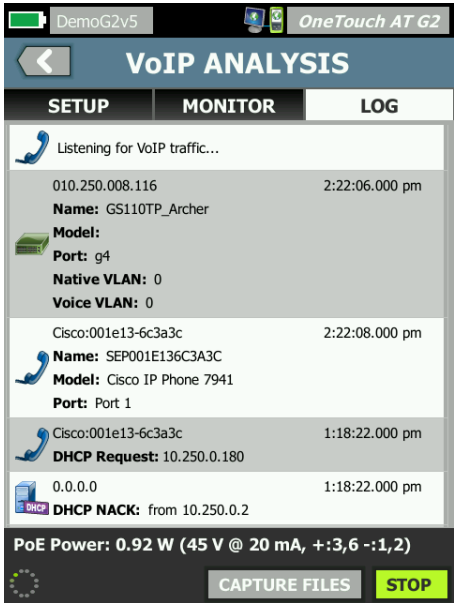 DemoG2v5
OneTouch AT G2
VoIP ANALYSIS
SETUP
MONITOR
LOG
Listening for VoIP traffic...
010.250.008.116 2:22:06.000 pm
Name: GS110TP_Archer
Model:
Port: g4
Native VLAN: 0
Voice VLAN: 0
Cisco:001e13-6c3a3c 2:22:08.000 pm
Name: SEP001E136C3A3C
Model: Cisco IP Phone 7941
Port: Port 1
Cisco:001e13-6c3a3c 1:18:22.000 pm
DHCP Request: 10.250.0.180
0.0.0.0 1:18:22.000 pm
DHCP
DHCP NACK: from 10.250.0.2
PoE Power: 0.92 W (45 V @ 20 mA, +:3,6 -:1,2)
CAPTURE FILES
STOP